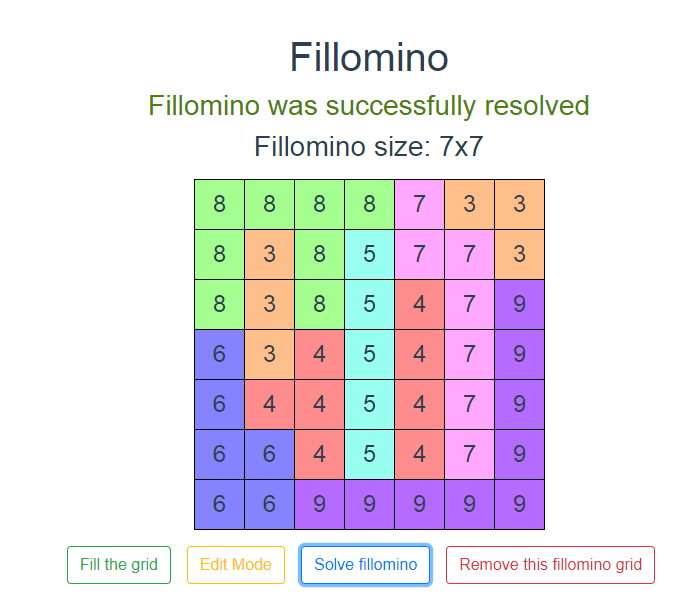 Fillomino
Fillomino was successfully resolved
Fillomino size: 7x7
8 8 8 8 7 3 3
8 3 8 5 7 7 3
8 3 8 5 4 7 9
6 3 4 5 4 7 9
6 4 4 5 4 7 9
6 6 4 5 4 7 9
6 6 9 9 9 9 9
Fill the grid Edit Mode Solve fillomino Remove this fillomino grid